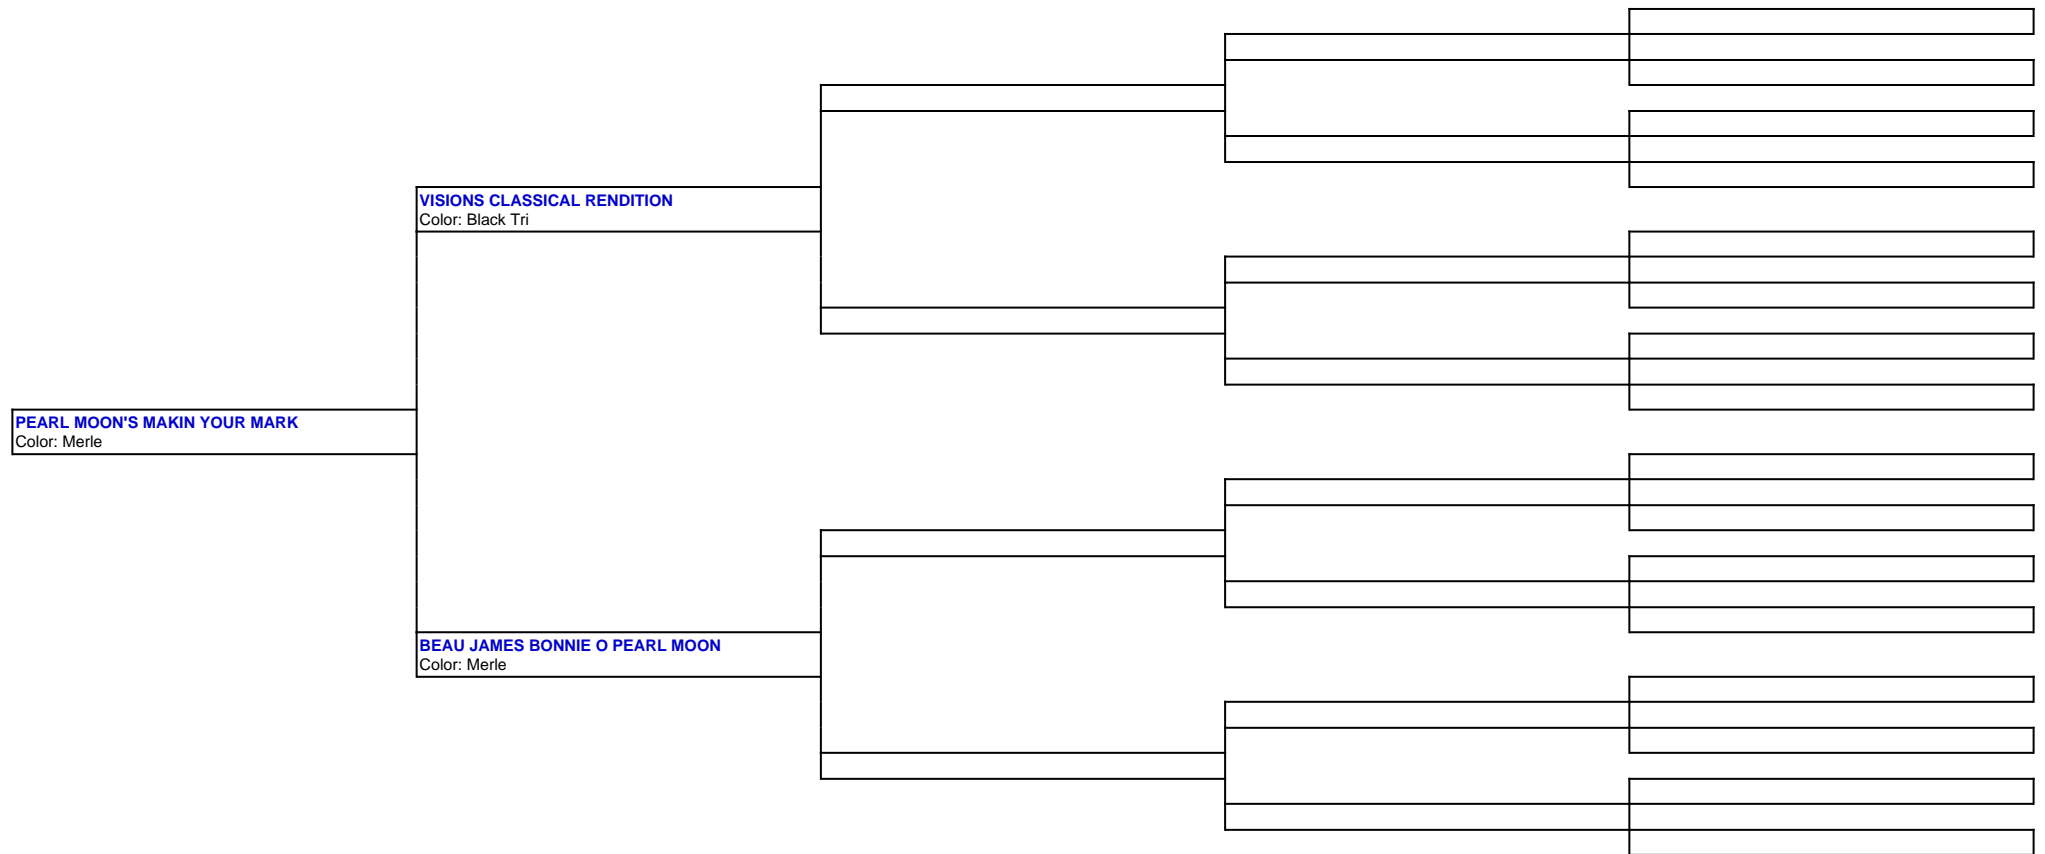 VISIONS CLASSICAL RENDITION
Color: Black Tri
PEARL MOON'S MAKIN YOUR MARK
Color: Merle
BEAU JAMES BONNIE O PEARL MOON
Color: Merle